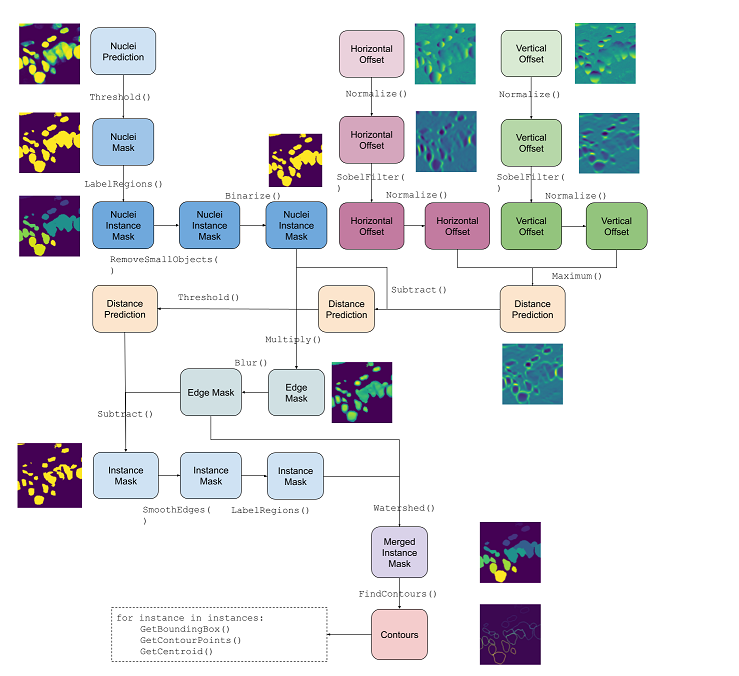 Nuclei
Prediction
Horizontal
Offset
Vertical
Offset
Threshold()
Normalize()
Normalize()
Nuclei
Mask
Horizontal
Offset
Vertical
Offset
LabelRegions()
Binarize()
SobelFilter(
)
Normalize()
SobelFilter(
)
Normalize()
Nuclei
Instance
Mask
Nuclei
Instance
Mask
Nuclei
Instance
Mask
Horizontal
Offset
Horizontal
Offset
Vertical
Offset
Vertical
Offset
RemoveSmallObjects(
)
Maximum()
Subtract()
Threshold()
Distance
Prediction
Distance
Prediction
Distance
Prediction
Multiply()
Blur()
Edge Mask
Edge
Mask
Subtract()
Instance
Mask
Instance
Mask
Instance
Mask
SmoothEdges(
)
LabelRegions()
Watershed()
Merged
Instance
Mask
FindContours()
for instance in instances:
GetBoundingBox()
GetContourPoints()
GetCentroid()
Contours